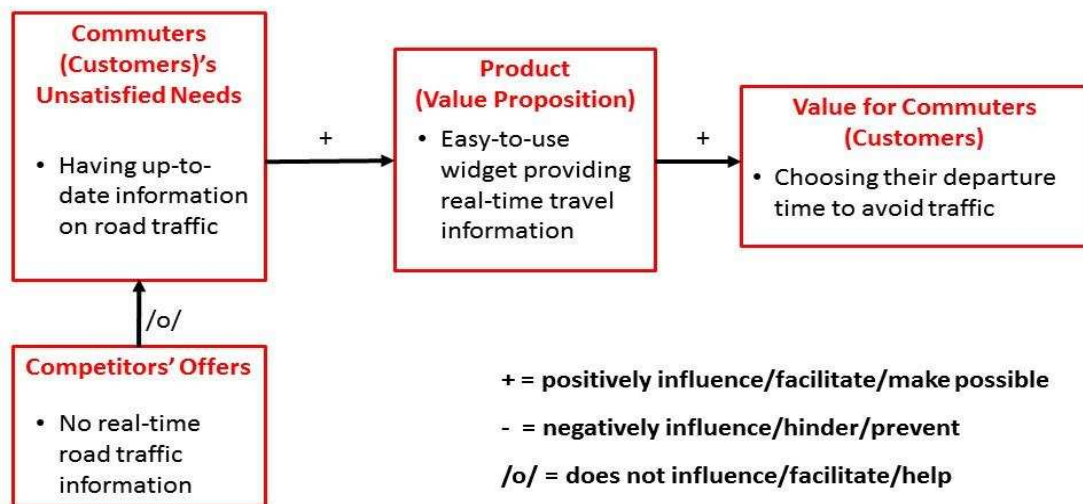 Commuters
(Customers)'s
Unsatisfied Needs
• Having up-to-
date information
on road traffic
+
Product
(Value Proposition)
• Easy-to-use
widget providing
real-time travel
information
+
Value for Commuters
(Customers)
• Choosing their departure
time to avoid traffic
/o/
Competitors' Offers
• No real-time
road traffic
information
+ = positively influence/facilitate/make possible
- = negatively influence/hinder/prevent
/o/ = does not influence/facilitate/help